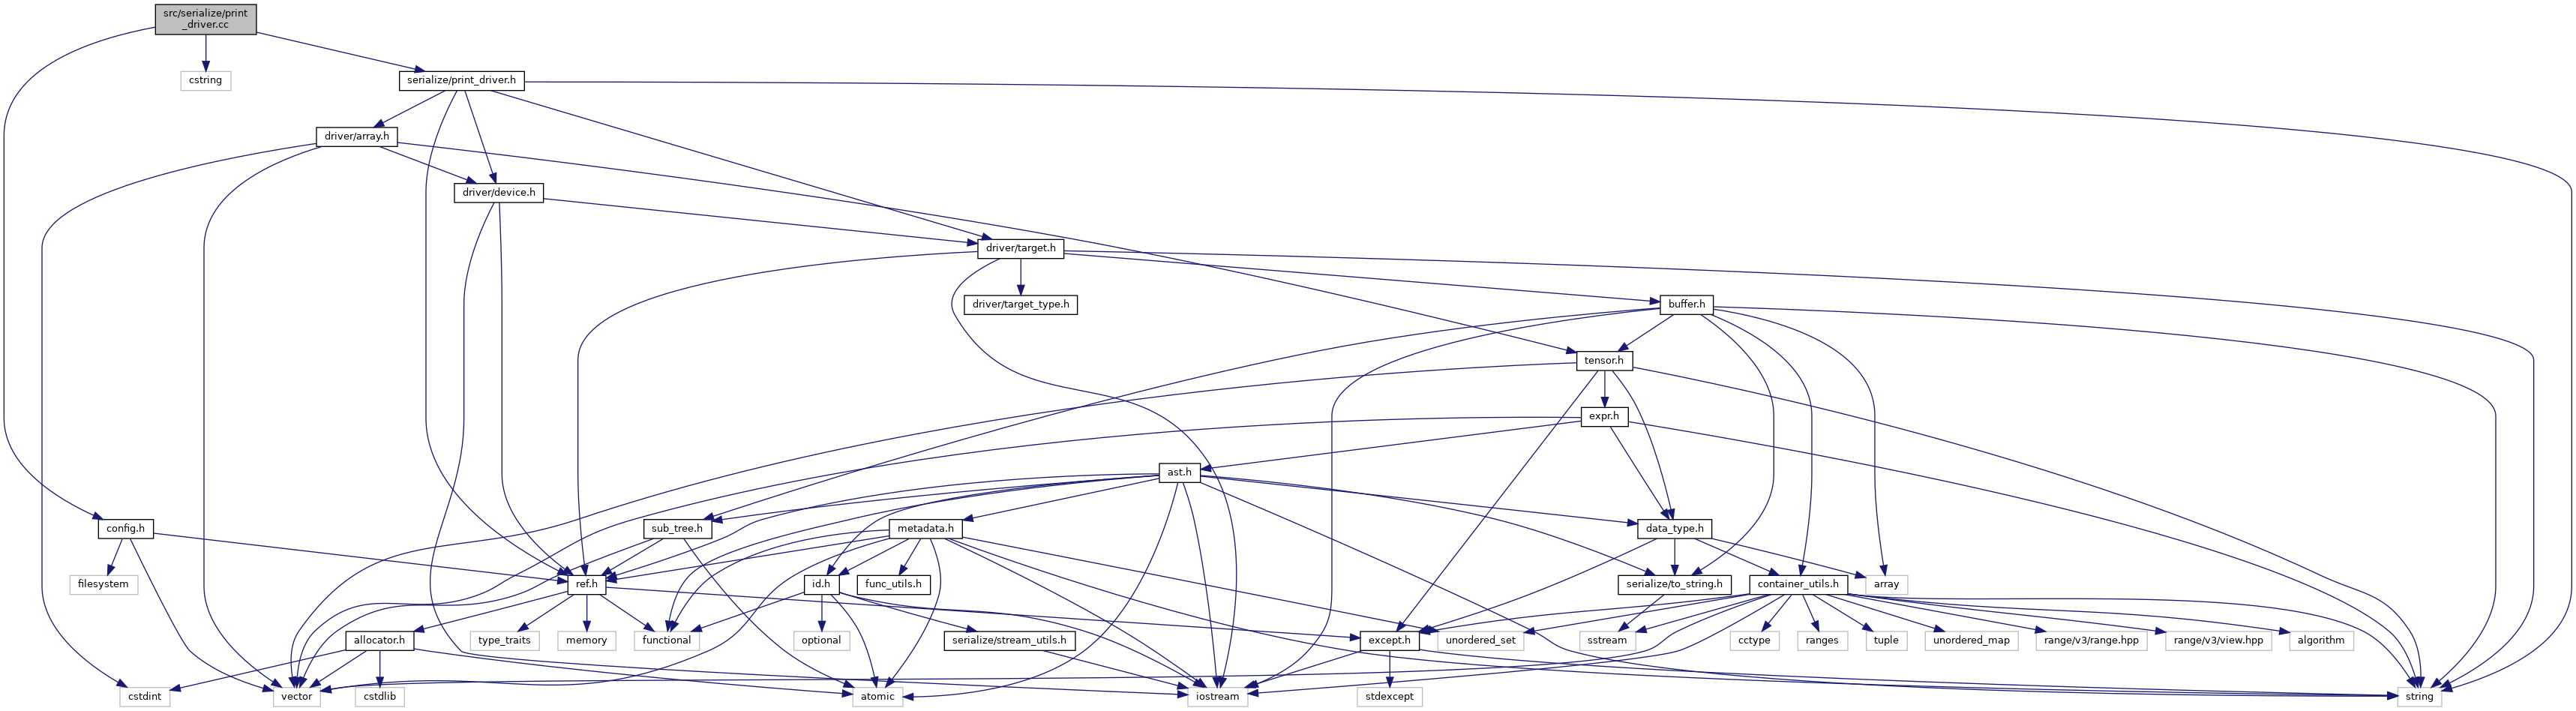 src/serialize/print
_driver.cc
cstring
serialize/print_driver.h
driver/array.h
driver/device.h
driver/target.h
driver/target_type.h
buffer.h
tensor.h
expr.h
ast.h
config.h
sub_tree.h
metadata.h
data_type.h
filesystem
ref.h
id.h
func_utils.h
serialize/to_string.h
container_utils.h
array
allocator.h
type_traits
memory
functional
optional
serialize/stream_utils.h
except.h
unordered_set
sstream
cctype
ranges
tuple
unordered_map
range/v3/range.hpp
range/v3/view.hpp
algorithm
cstdint
vector
cstdlib
atomic
iostream
stdexcept
string